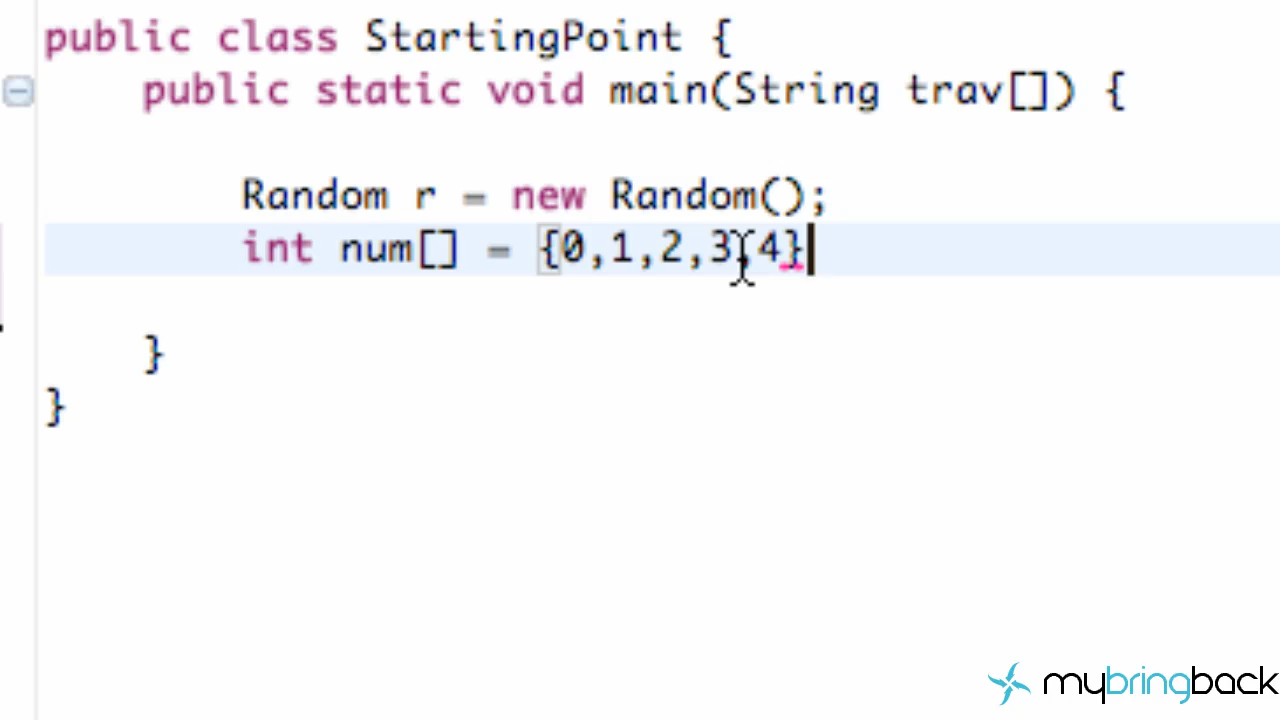 public class StartingPoint {
public static void main(String trav[]) {
Random r = new Random();
int num[] = {0,1,2,3,4}
}
}
mybringback